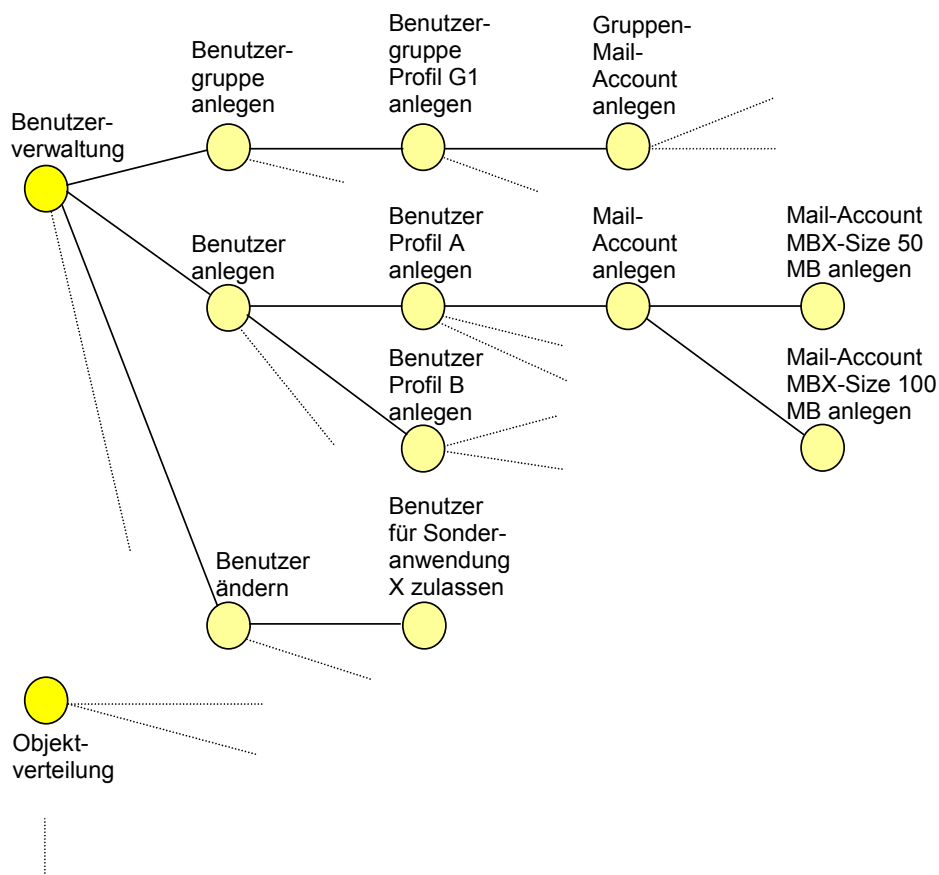 Benutzer-
verwaltung
Benutzer-
gruppe
anlegen
Benutzer-
gruppe
Profil G1
anlegen
Gruppen-
Mail-
Account
anlegen
Benutzer
anlegen
Benutzer
Profil A
anlegen
Mail-
Account
anlegen
Mail-Account
MBX-Size 50
MB anlegen
Benutzer
Profil B
anlegen
Mail-Account
MBX-Size 100
MB anlegen
Benutzer
ändern
Benutzer
für Sonder-
anwendung
X zulassen
Objekt-
verteilung